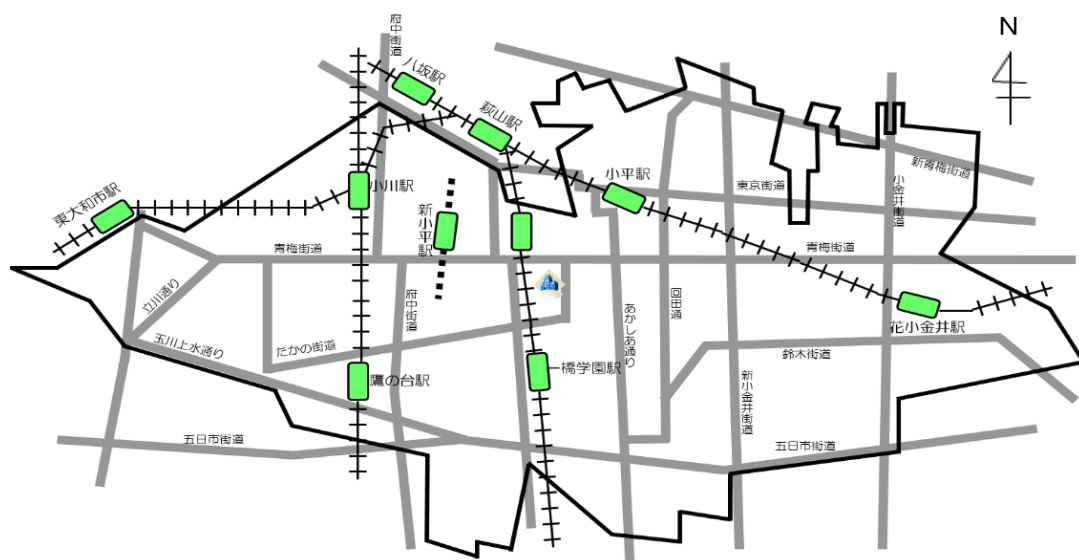 府中街道
N
八坂駅
萩山駅
小平駅
新青梅街道
東京街道
小金井街道
東大和市駅
小川駅
新小平駅
青梅街道
青梅街道
立川通り
府中街道
あかしあ通り
回田通
花小金井駅
玉川上水通り
たかの街道
鈴木街道
鷹の台駅
橋学園駅
新小金井街道
五日市街道
五日市街道